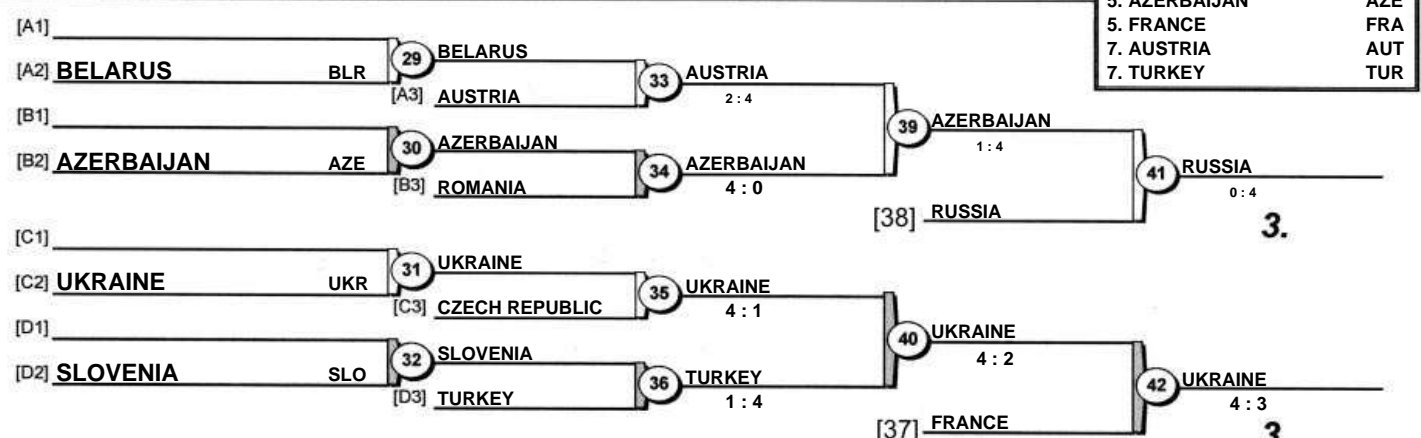 5. AZERBAIJAN AZE
5. FRANCE FRA
7. AUSTRIA AUT
7. TURKEY TUR
[A1]
[A2] BELARUS BLR
29 BELARUS
[A3] AUSTRIA
33 AUSTRIA
2 : 4
[B1]
[B2] AZERBAIJAN AZE
30 AZERBAIJAN
[B3] ROMANIA
34 AZERBAIJAN
4 : 0
39 AZERBAIJAN
1 : 4
[38] RUSSIA
41 RUSSIA
0 : 4
3.
[C1]
[C2] UKRAINE UKR
31 UKRAINE
[C3] CZECH REPUBLIC
35 UKRAINE
4 : 1
[D1]
[D2] SLOVENIA SLO
32 SLOVENIA
[D3] TURKEY
36 TURKEY
1 : 4
40 UKRAINE
4 : 2
[37] FRANCE
42 UKRAINE
4 : 3
3